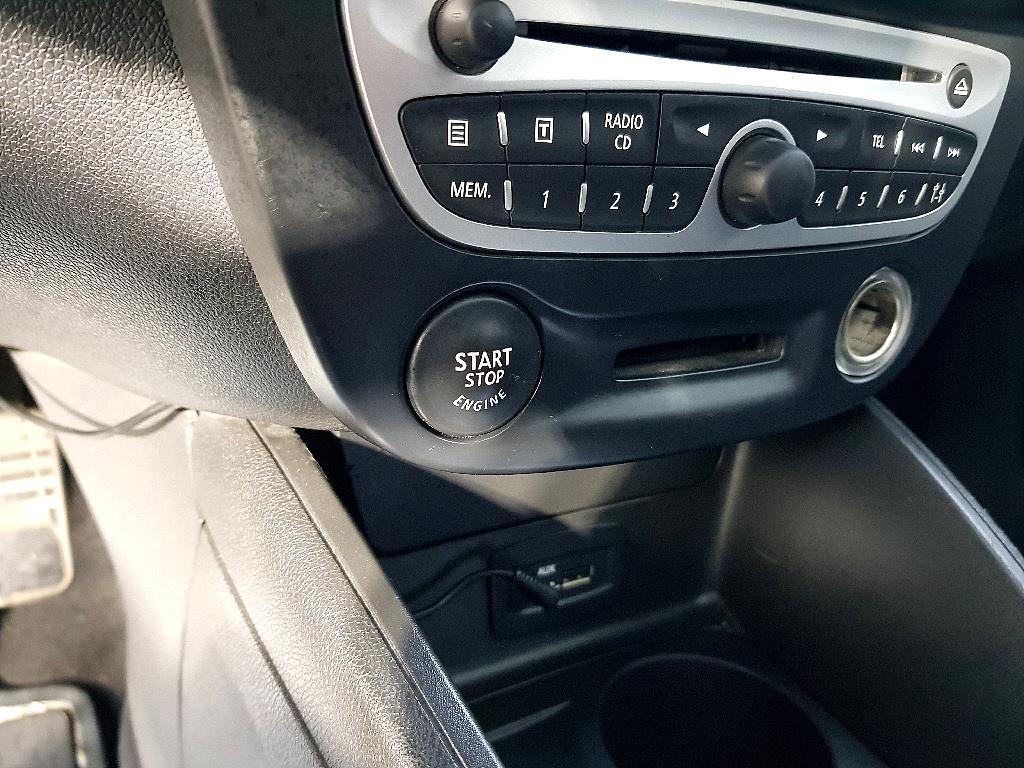 T
RADIO
CD
TEL
MEM.
1
2
3
4
5
6
START
STOP
ENGINE
AUX